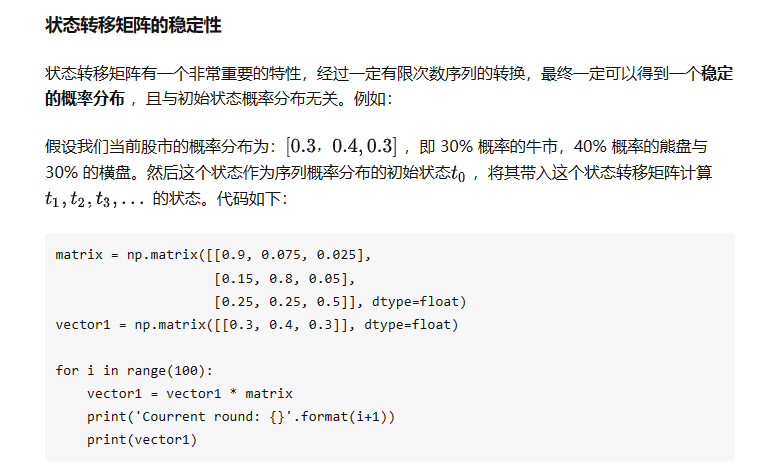 状态转移矩阵的稳定性
状态转移矩阵有一个非常重要的特性，经过一定有限次数序列的转换，最终一定可以得到一个稳定
的概率分布 ，且与初始状态概率分布无关。例如：
假设我们当前股市的概率分布为：[0.3，0.4, 0.3] ，即 30% 概率的牛市，40% 概率的熊盘与
30% 的横盘。然后这个状态作为序列概率分布的初始状态t₀ ，将其带入这个状态转移矩阵计算
t₁, t₂, t₃, . . . 的状态。代码如下：
matrix = np.matrix([[0.9, 0.075, 0.025],
                    [0.15, 0.8, 0.05],
                    [0.25, 0.25, 0.5]], dtype=float)
vector1 = np.matrix([[0.3, 0.4, 0.3]], dtype=float)
for i in range(100):
    vector1 = vector1 * matrix
    print('Courrent round: {}'.format(i+1))
    print(vector1)